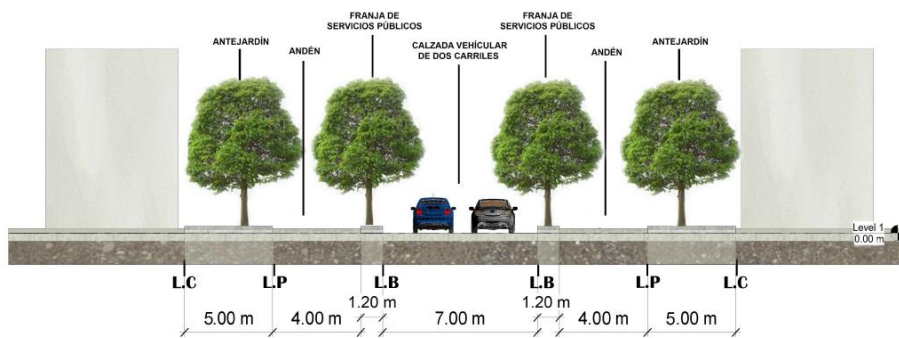 FRANJA DE
SERVICIOS PÚBLICOS
FRANJA DE
SERVICIOS PÚBLICOS
ANTEJARDÍN
ANDÉN
CALZADA VEHÍCULAR
DE DOS CARRILES
ANDÉN
ANTEJARDÍN
Level 1
0.00 m
L.C
L.P
L.B
L.B
L.P
L.C
1.20 m
1.20 m
5.00 m
4.00 m
7.00 m
4.00 m
5.00 m